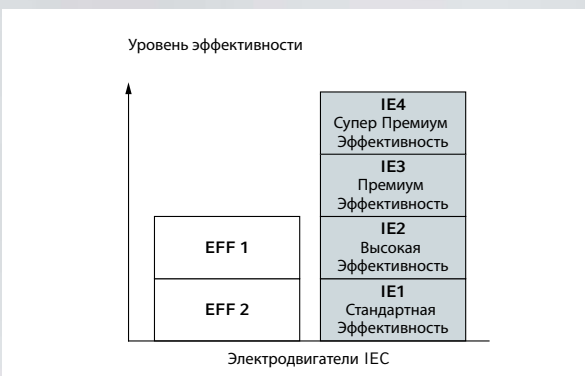 Уровень эффективности
IE4
Супер Премиум
Эффективность
IE3
Премиум
Эффективность
EFF 1
IE2
Высокая
Эффективность
EFF 2
IE1
Стандартная
Эффективность
Электродвигатели IEC